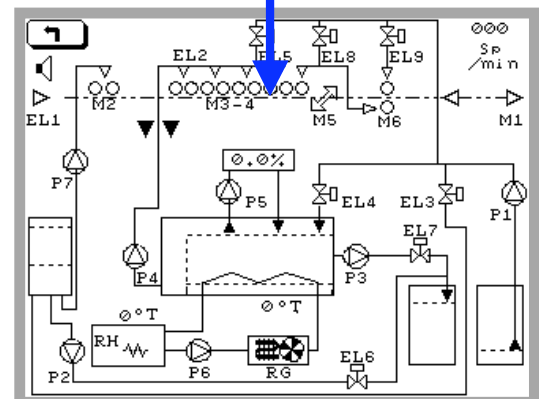 000
Sp
/min
EL2
EL5
EL8
EL9
EL1
M2
M3-4
M5
M6
M1
P7
0.0%
P5
EL4
EL3
P1
EL7
P4
P3
0°T
0°T
RH
P2
P6
RG
EL6